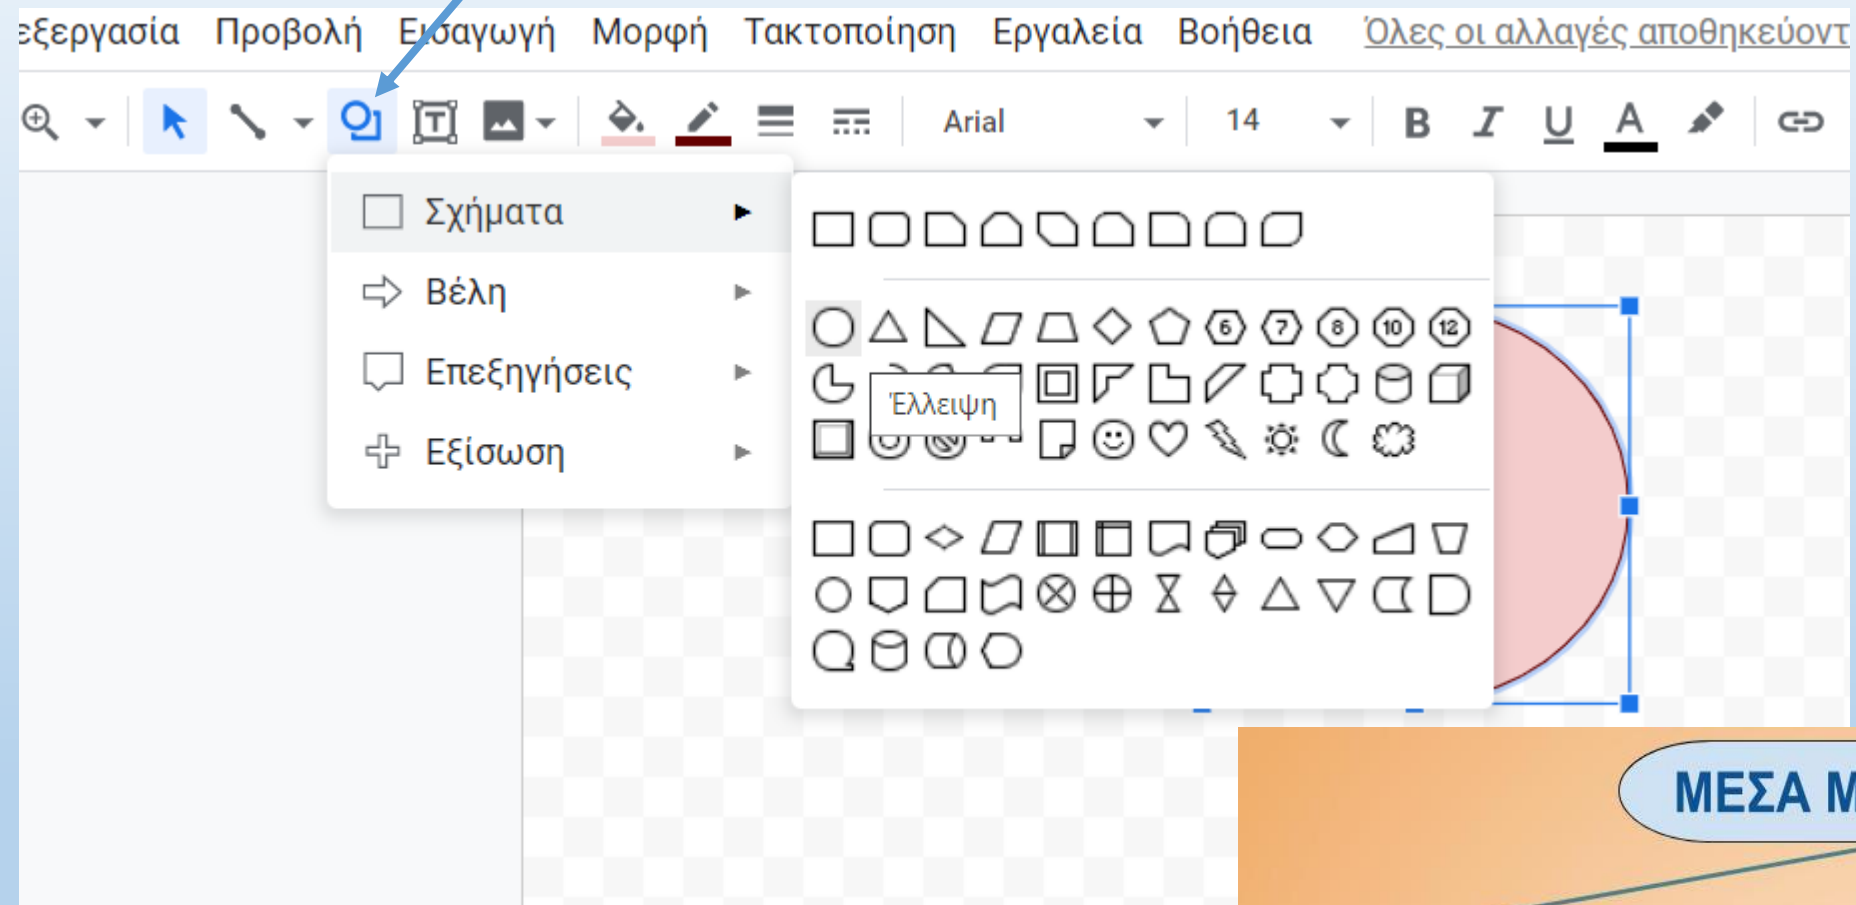 εξεργασία Προβολή Εισαγωγή Μορφή Τακτοποίηση Εργαλεία Βοήθεια Όλες οι αλλαγές αποθηκεύοντ
T Arial 14 B I U A
Σχήματα
Βέλη
Επεξηγήσεις
Εξίσωση
6 7 8 10 12
Έλλειψη
ΜΕΣΑ Μ